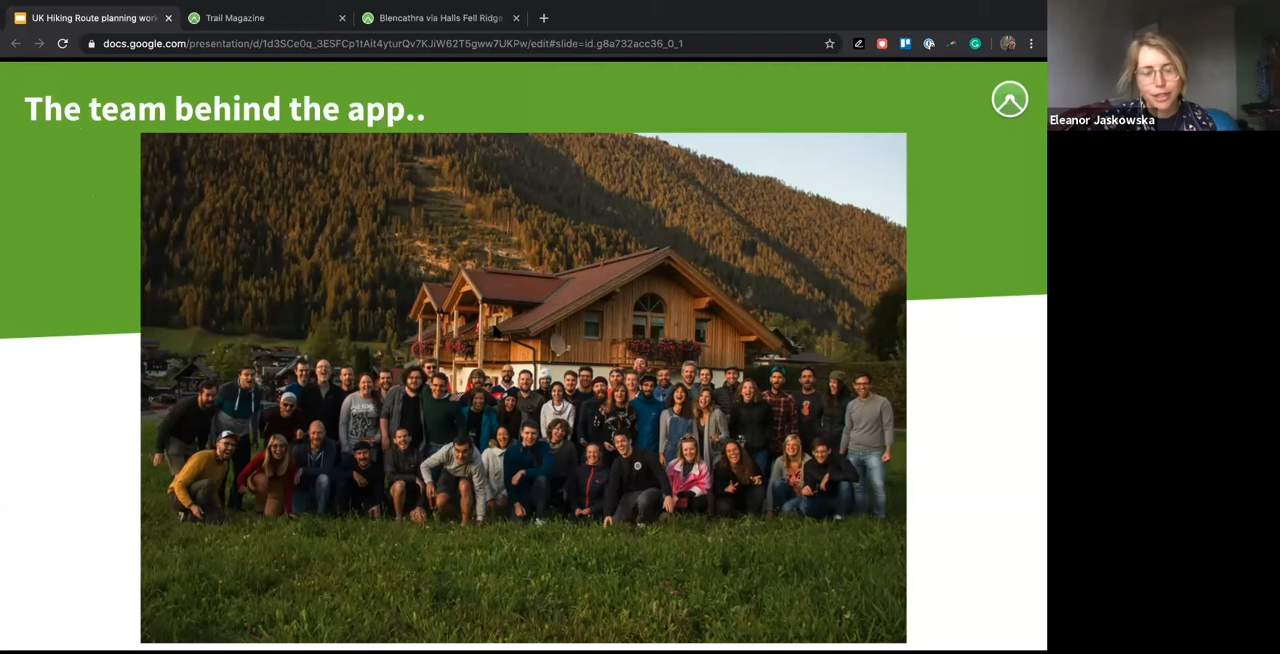 UK Hiking Route planning wor
Trail Magazine
Blencathra via Halls Fell Ridge
docs.google.com/presentation/d/1d3SCe0q_3ESFCp1tAit4yturQv7KJiW62T5gww7UKPw/edit#slide=id.g8a732acc36_0_1
The team behind the app..
Eleanor Jaskowska